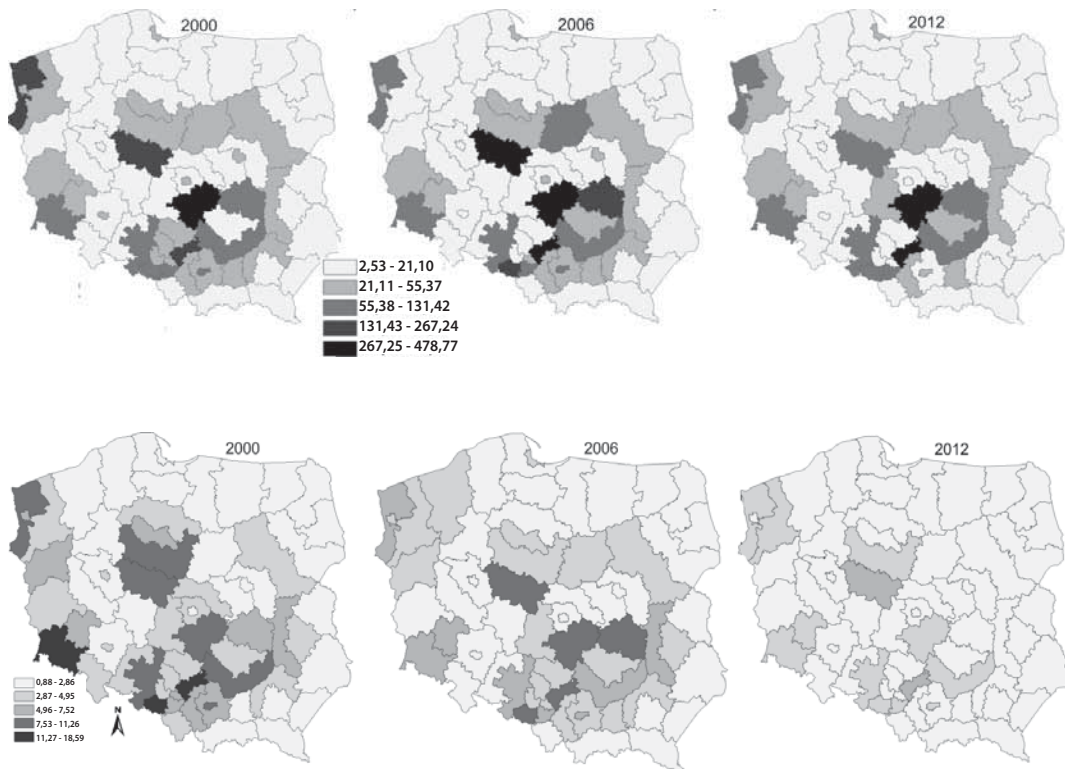 2000
2006
2012
2,53 - 21,10
21,11 - 55,37
55,38 - 131,42
131,43 - 267,24
267,25 - 478,77
2000
2006
2012
0,88 - 2,86
2,87 - 4,95
4,96 - 7,52
7,53 - 11,26
11,27 - 18,59
N